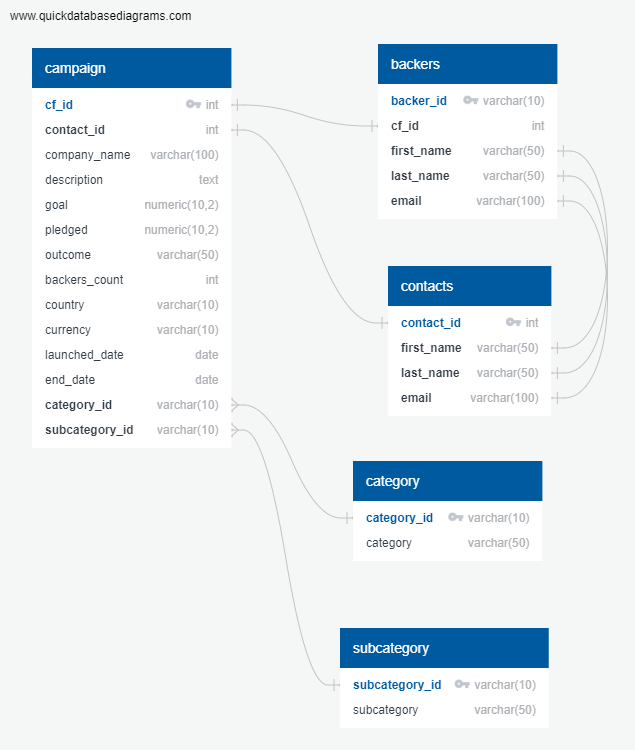 www.quickdatabasediagrams.com
campaign
cf_id int
contact_id int
company_name varchar(100)
description text
goal numeric(10,2)
pledged numeric(10,2)
outcome varchar(50)
backers_count int
country varchar(10)
currency varchar(10)
launched_date date
end_date date
category_id varchar(10)
subcategory_id varchar(10)
backers
backer_id varchar(10)
cf_id int
first_name varchar(50)
last_name varchar(50)
email varchar(100)
contacts
contact_id int
first_name varchar(50)
last_name varchar(50)
email varchar(100)
category
category_id varchar(10)
category varchar(50)
subcategory
subcategory_id varchar(10)
subcategory varchar(50)